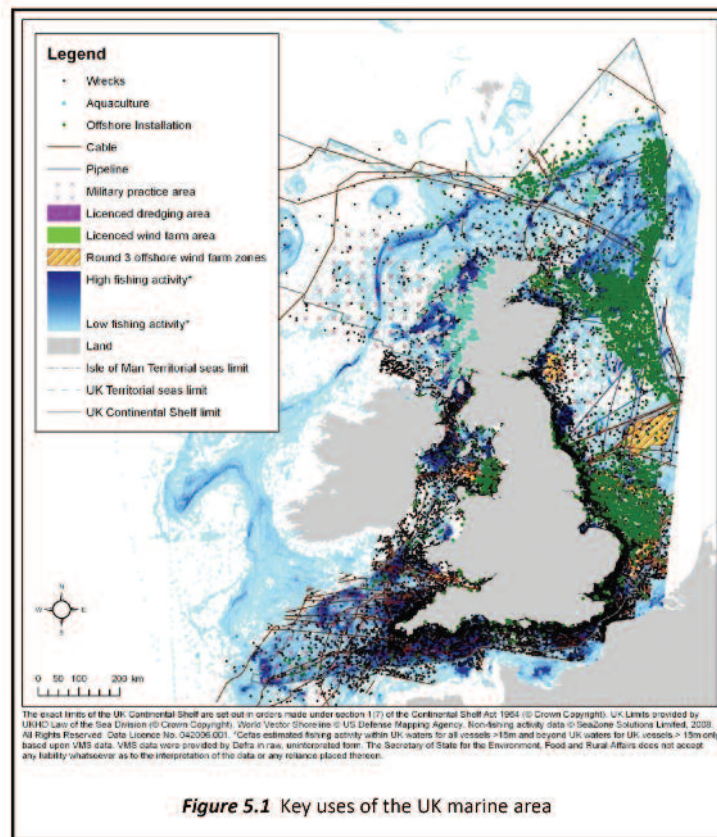 Legend
Wrecks
Aquaculture
Offshore Installation
Cable
Pipeline
Military practice area
Licenced dredging area
Licenced wind farm area
Round 3 offshore wind farm zones
High fishing activity*
Low fishing activity*
Land
Isle of Man Territorial seas limit
UK Territorial seas limit
UK Continental Shelf limit
N
W E
S
0 50 100 200 km
The exact limits of the UK Continental Shelf are set out in orders made under section 1(7) of the Continental Shelf Act 1964 (© Crown Copyright). UK Limits provided by
UKHO Law of the Sea Division (© Crown Copyright). World Vector Shoreline © US Defense Mapping Agency. Non-fishing activity data © SeaZone Solutions Limited, 2008.
All Rights Reserved. Data Licence No. 042006.001. *Cefas estimated fishing activity within UK waters for all vessels >15m and beyond UK waters for UK vessels > 15m only
based upon VMS data. VMS data were provided by Defra in raw, uninterpreted form. The Secretary of State for the Environment, Food and Rural Affairs does not accept
any liability whatsoever as to the interpretation of the data or any reliance placed thereon.
Figure 5.1 Key uses of the UK marine area